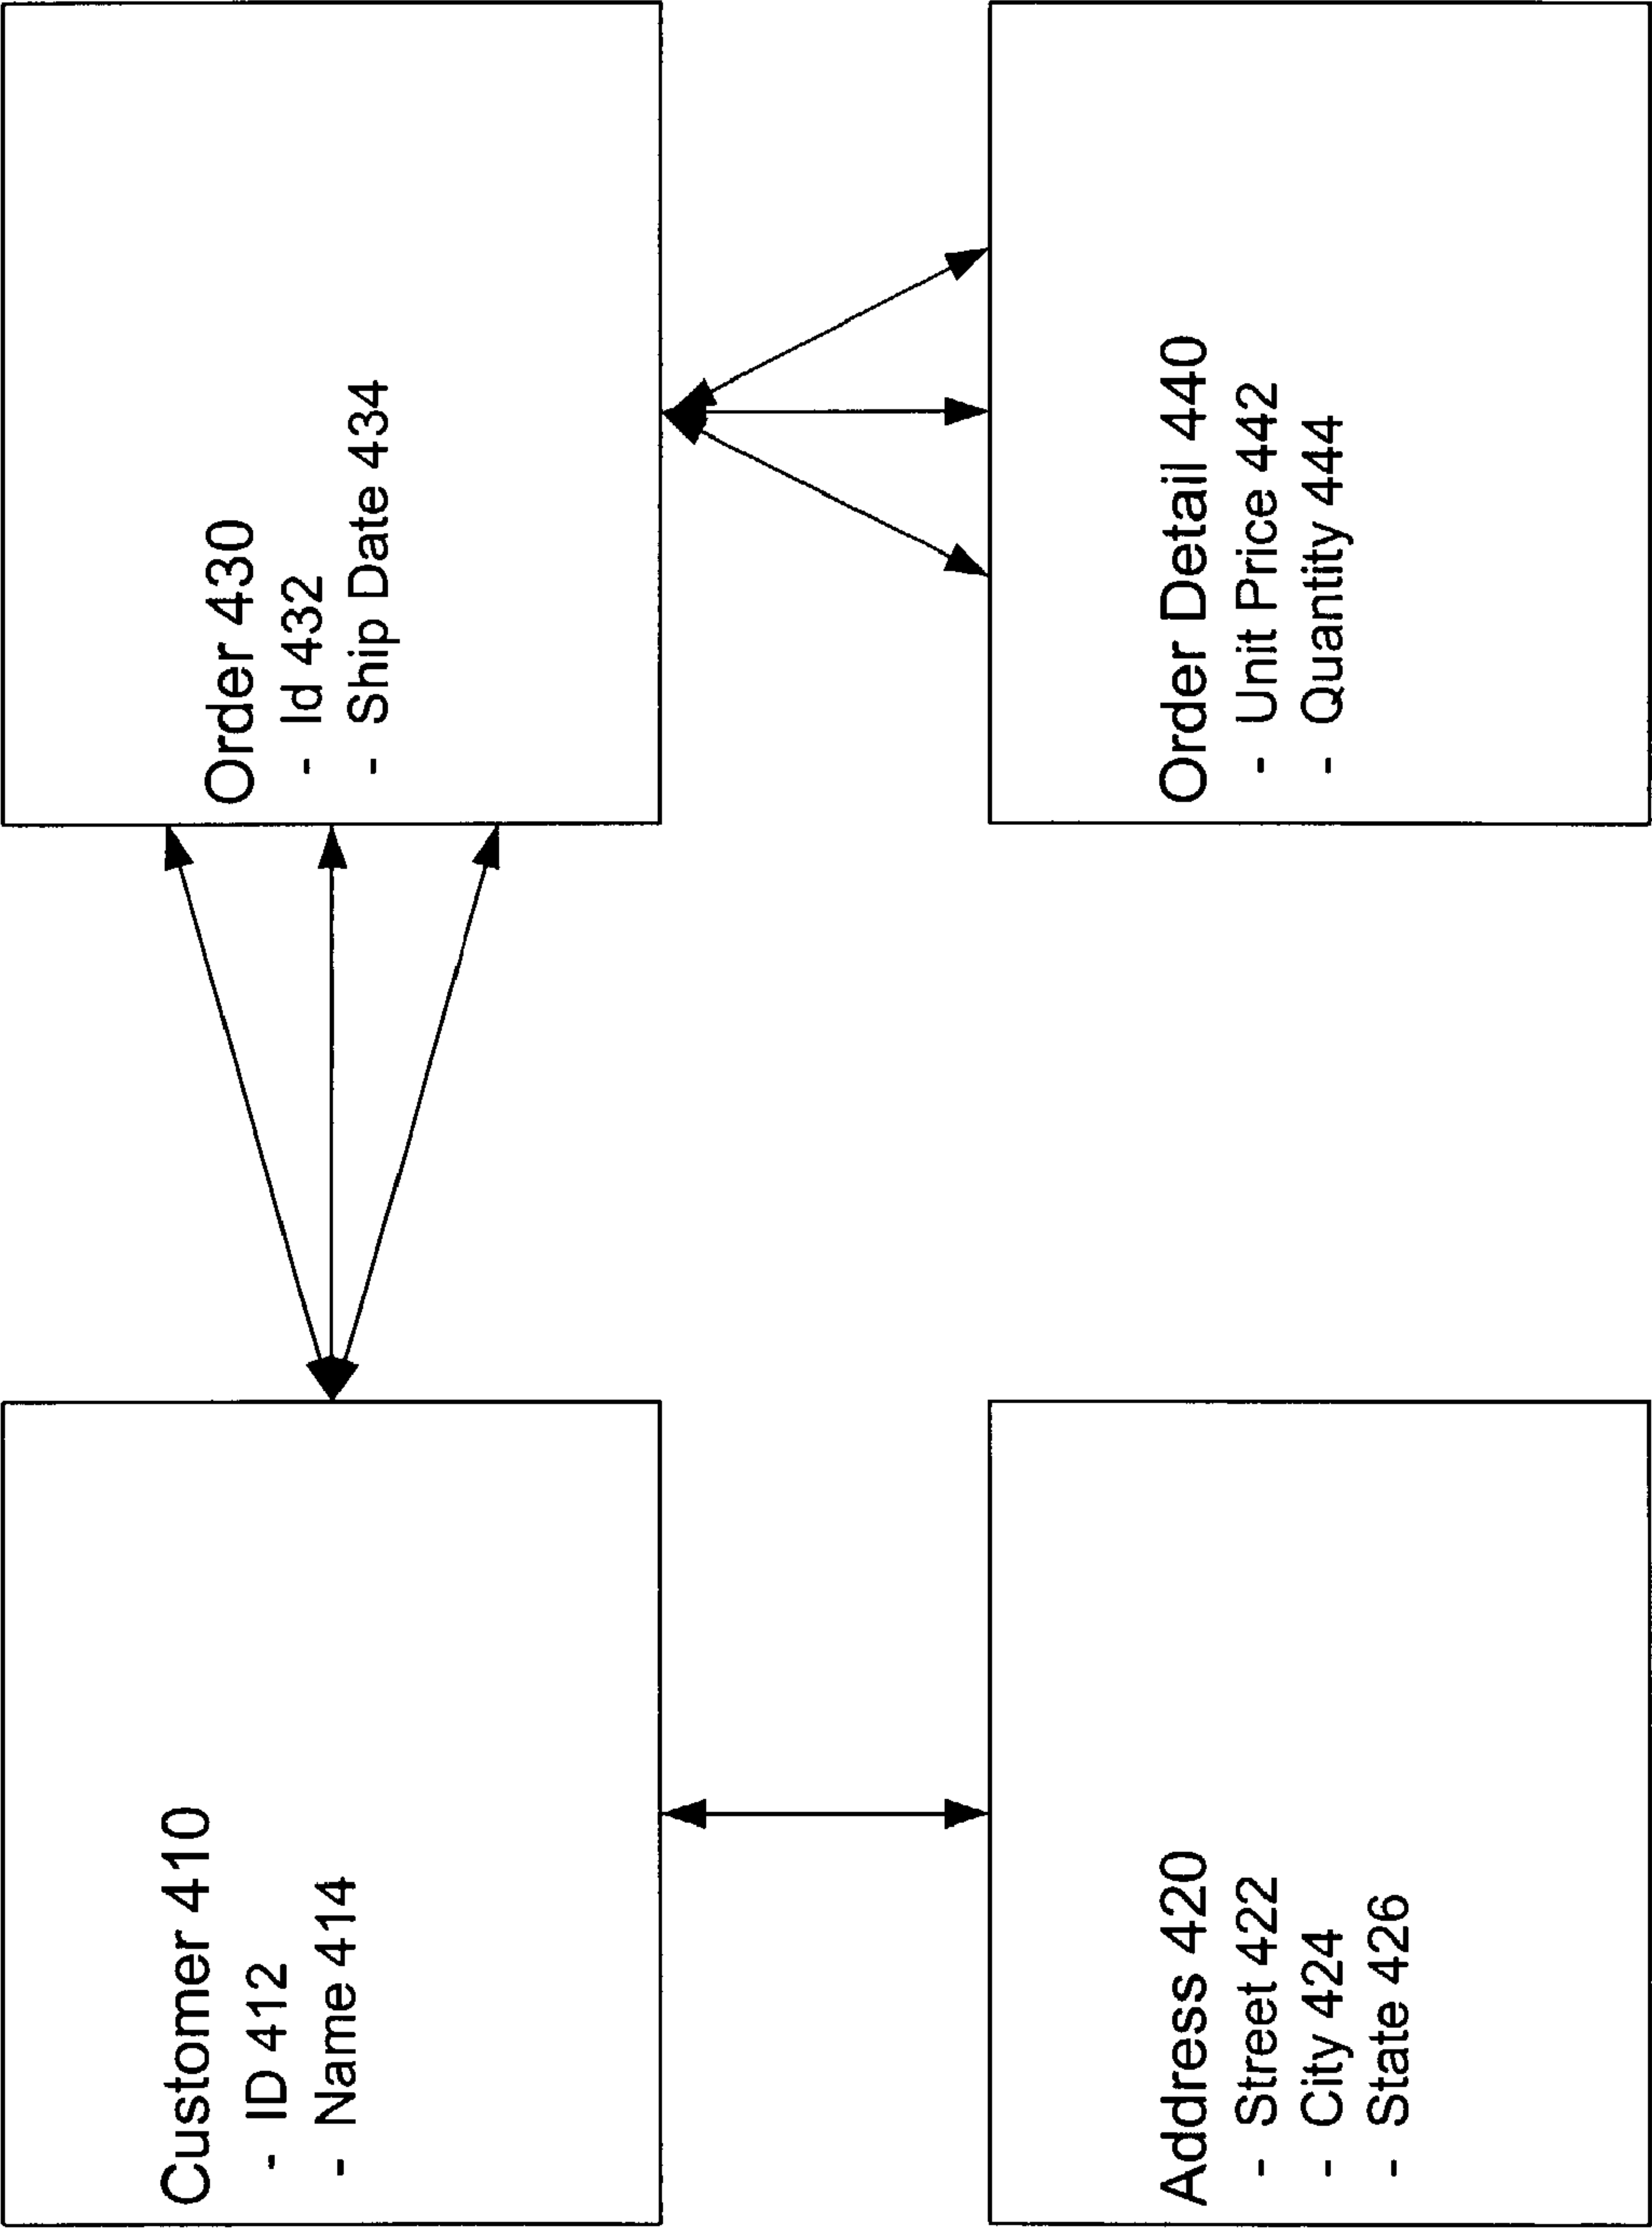 Customer 410
- ID 412
- Name 414
Order 430
- Id 432
- Ship Date 434
Address 420
- Street 422
- City 424
- State 426
Order Detail 440
- Unit Price 442
- Quantity 444